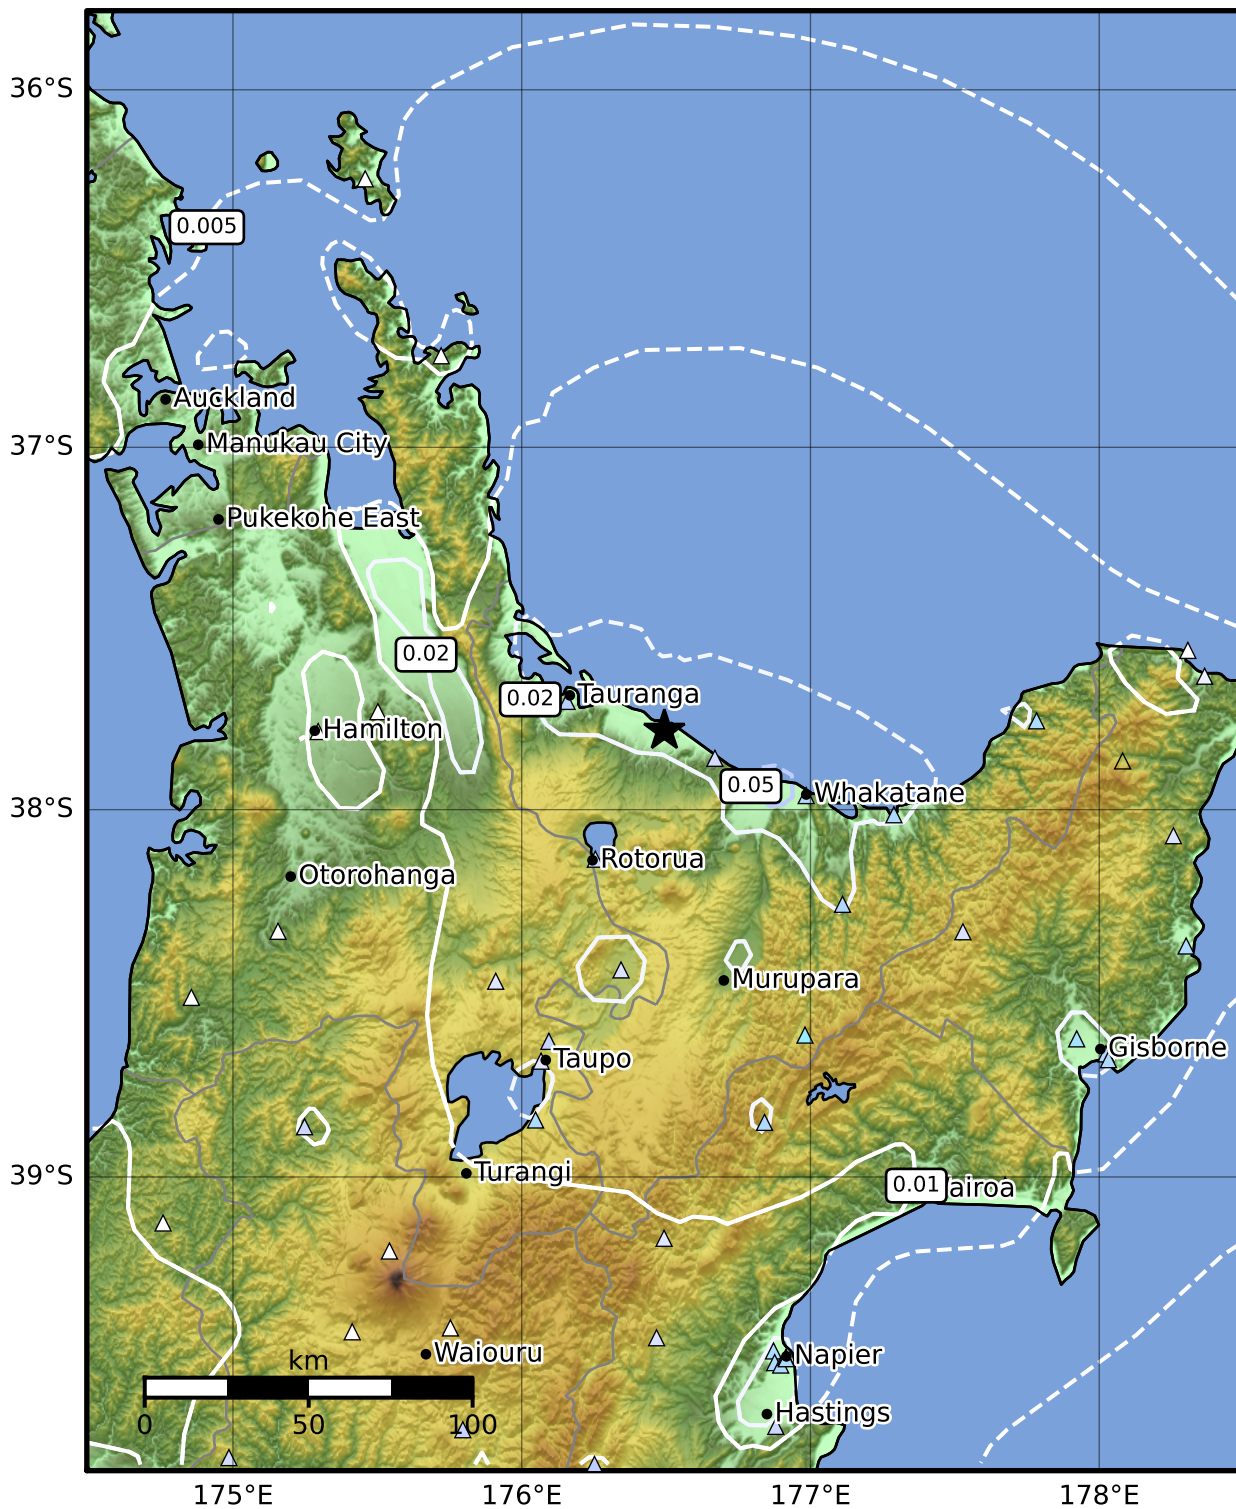 36°S
0.005
Auckland
37°S
Manukau City
Pukekohe East
0.02
0.02
Tauranga
Hamilton
0.05
Whakatane
38°S
Rotorua
Otorohanga
Murupara
Gisborne
Taupo
39°S
Turangi
0.01
airoa
Waiouru
Napier
km
Hastings
0 50 100
175°E 176°E 177°E 178°E